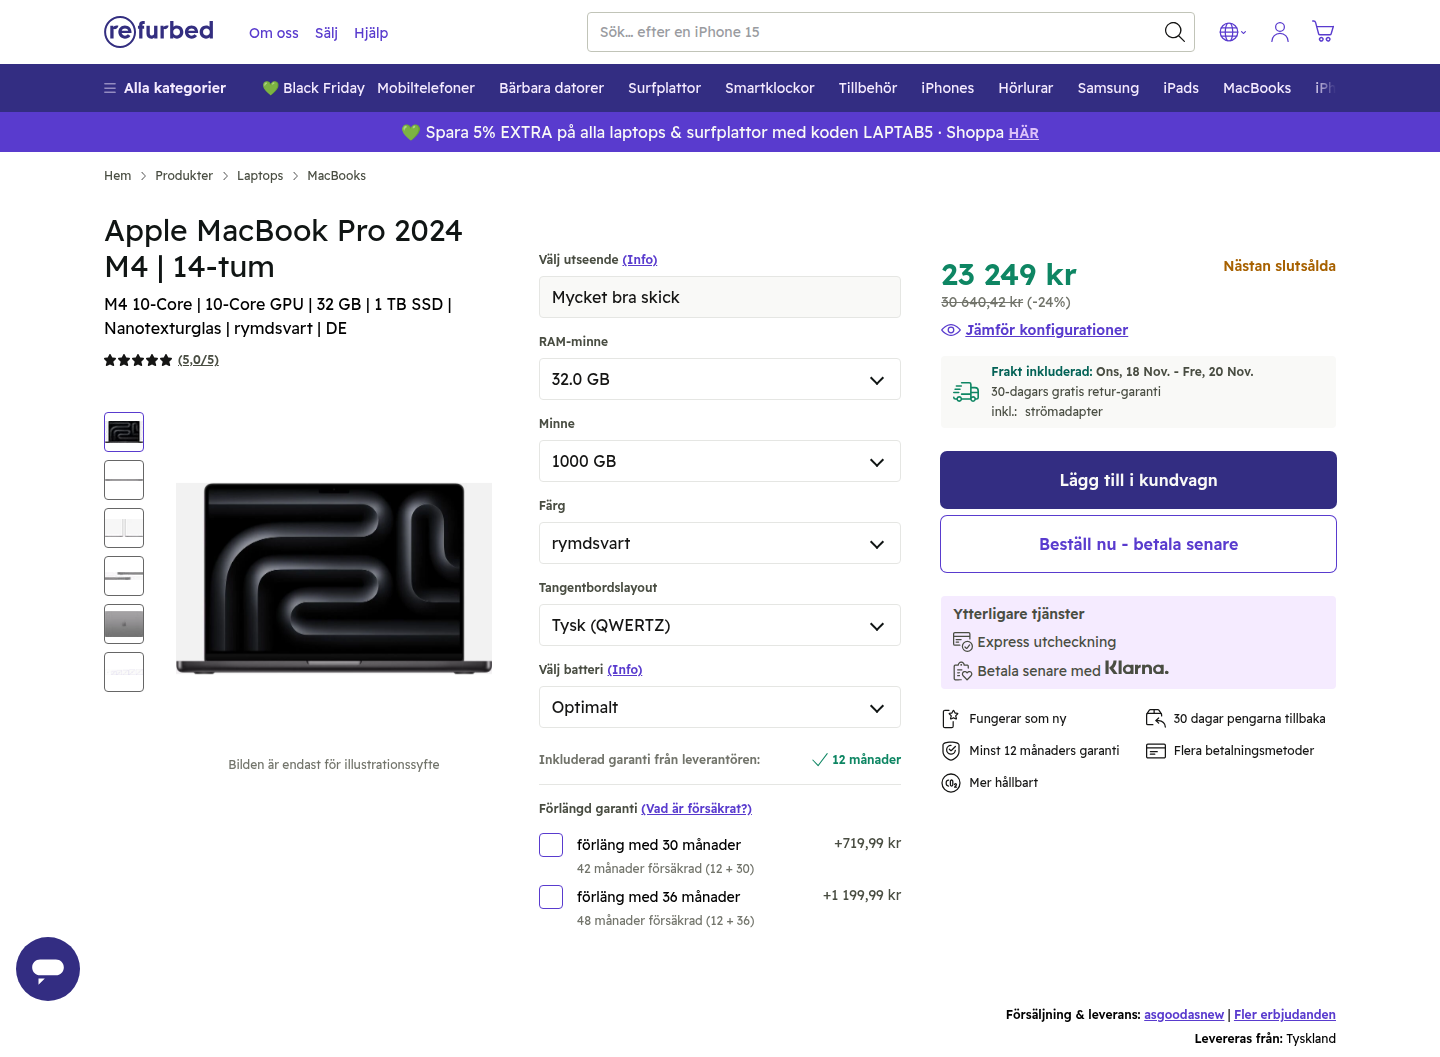 refurbed
Om oss Sälj Hjälp
Sök... efter en iPhone 15
Alla kategorier
💚 Black Friday Mobiltelefoner Bärbara datorer Surfplattor Smartklockor Tillbehör iPhones Hörlurar Samsung iPads MacBooks iPh
💚 Spara 5% EXTRA på alla laptops & surfplattor med koden LAPTAB5 · Shoppa HÄR
Hem > Produkter > Laptops > MacBooks
Apple MacBook Pro 2024
M4 | 14-tum
M4 10-Core | 10-Core GPU | 32 GB | 1 TB SSD |
Nanotexturglas | rymdsvart | DE
(5,0/5)
Bilden är endast för illustrationssyfte
Välj utseende (Info)
Mycket bra skick
RAM-minne
32.0 GB
Minne
1000 GB
Färg
rymdsvart
Tangentbordslayout
Tysk (QWERTZ)
Välj batteri (Info)
Optimalt
Inkluderad garanti från leverantören: 12 månader
Förlängd garanti (Vad är försäkrat?)
förläng med 30 månader +719,99 kr
42 månader försäkrad (12 + 30)
förläng med 36 månader +1 199,99 kr
48 månader försäkrad (12 + 36)
23 249 kr
Nästan slutsålda
30 640,42 kr (-24%)
Jämför konfigurationer
Frakt inkluderad: Ons, 18 Nov. - Fre, 20 Nov.
30-dagars gratis retur-garanti
inkl.: strömadapter
Lägg till i kundvagn
Beställ nu - betala senare
Ytterligare tjänster
Express utcheckning
Betala senare med Klarna.
Fungerar som ny
30 dagar pengarna tillbaka
Minst 12 månaders garanti
Flera betalningsmetoder
Mer hållbart
Försäljning & leverans: asgoodasnew | Fler erbjudanden
Levereras från: Tyskland